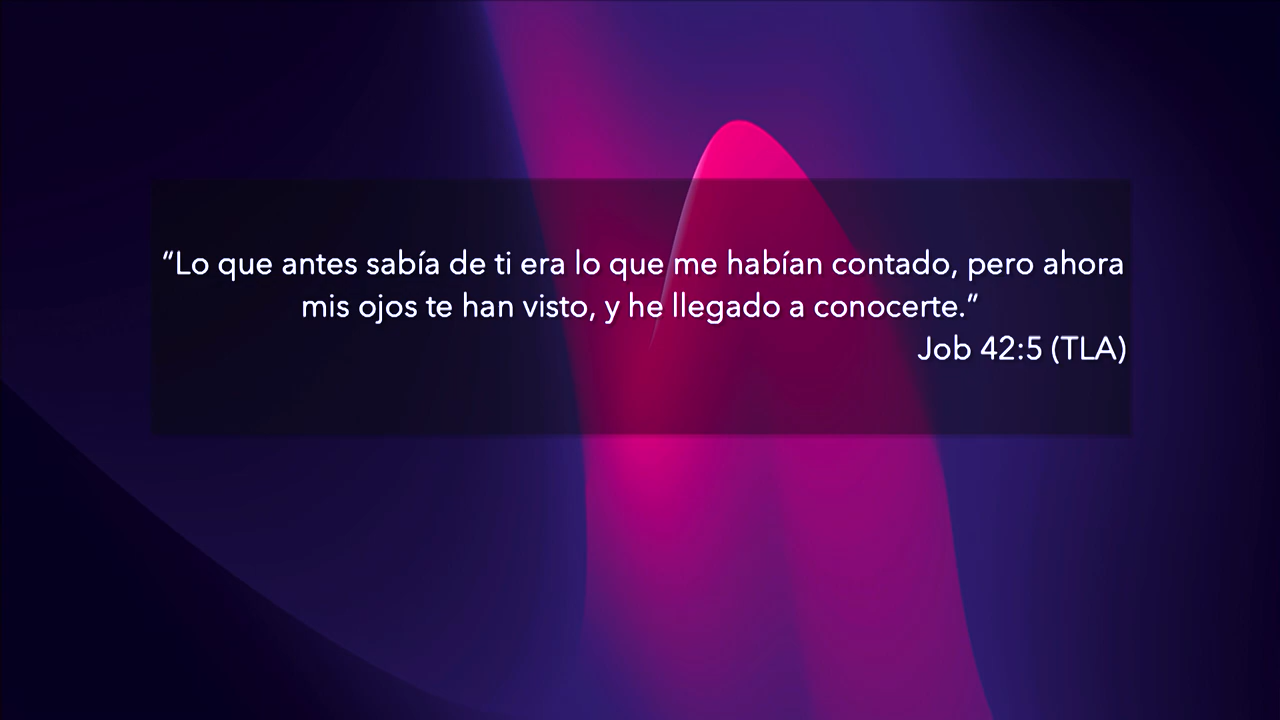 “Lo que antes sabía de ti era lo que me habían contado, pero ahora
mis ojos te han visto, y he llegado a conocerte.”
Job 42:5 (TLA)